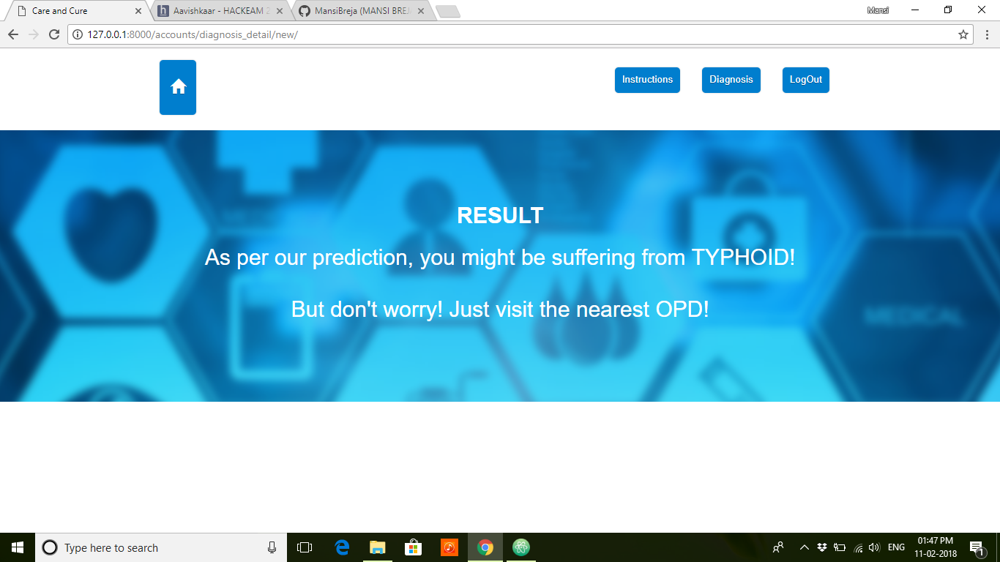 Care and Cure
Aavishkaar - HACKEAM 2
MansiBreja (MANSI BREJ
Mansi
127.0.0.1:8000/accounts/diagnosis_detail/new/
Instructions
Diagnosis
LogOut
RESULT
As per our prediction, you might be suffering from TYPHOID!
But don't worry! Just visit the nearest OPD!
MEDICAL
Type here to search
ENG
01:47 PM
11-02-2018
1